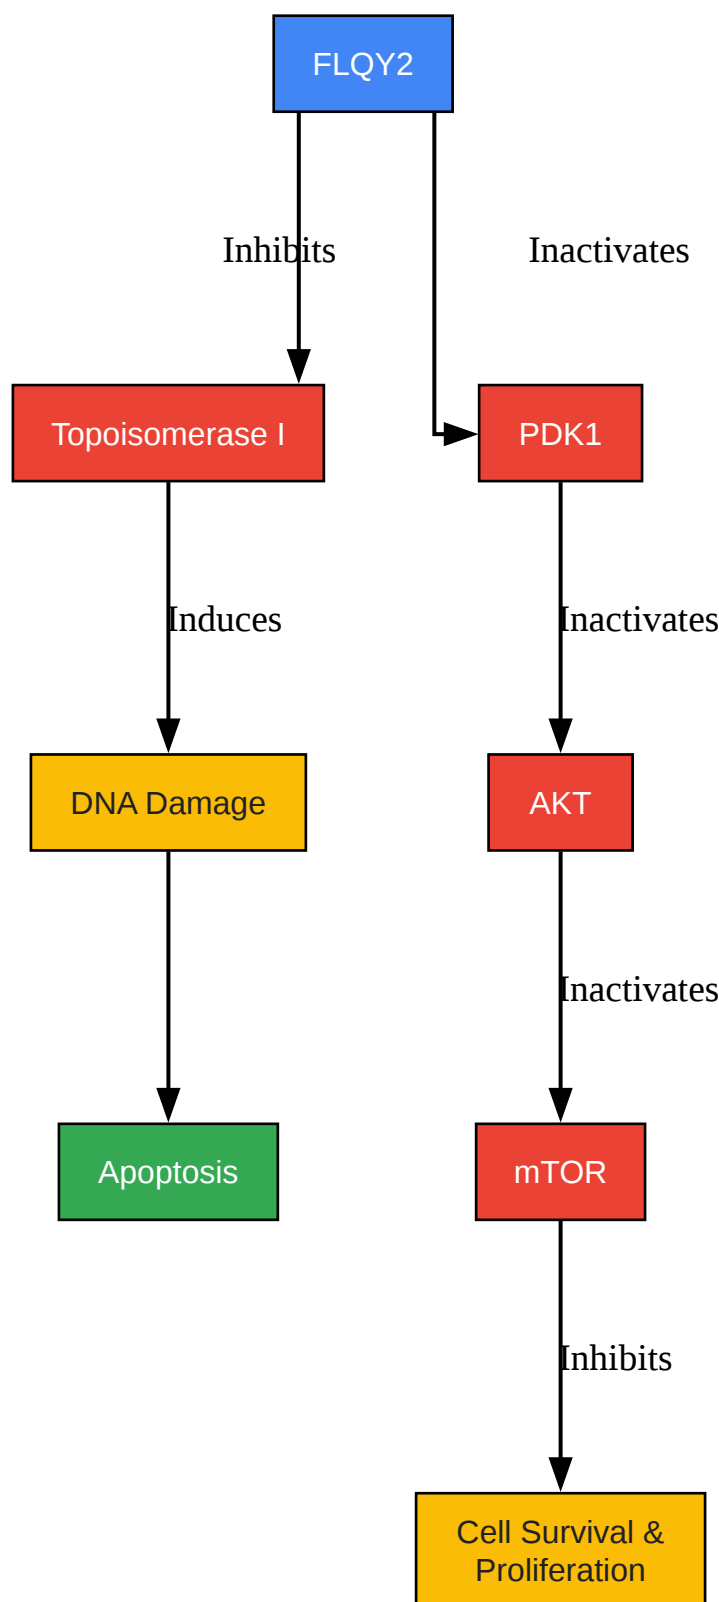 FLQY2
Inhibits
Inactivates
Topoisomerase I
PDK1
Induces
Inactivates
DNA Damage
AKT
Inactivates
Apoptosis
mTOR
Inhibits
Cell Survival &
Proliferation